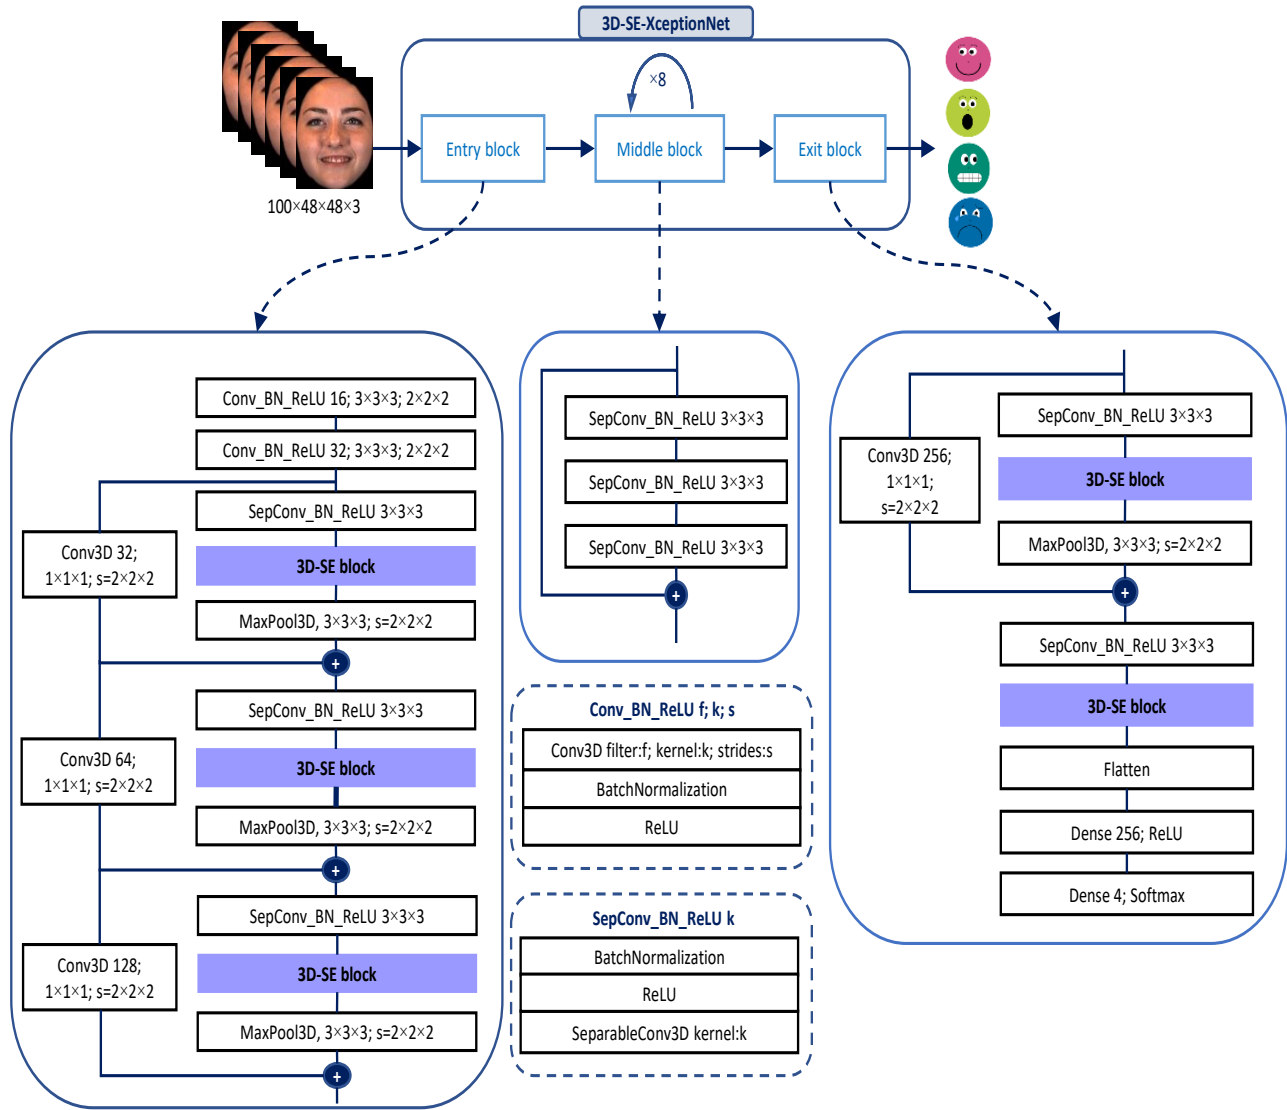 3D-SE-XceptionNet
×8
Entry block
Middle block
Exit block
100×48×48×3
Conv_BN_ReLU 16; 3×3×3; 2×2×2
Conv_BN_ReLU 32; 3×3×3; 2×2×2
SepConv_BN_ReLU 3×3×3
Conv3D 32;
1×1×1; s=2×2×2
3D-SE block
MaxPool3D, 3×3×3; s=2×2×2
+
SepConv_BN_ReLU 3×3×3
Conv3D 64;
1×1×1; s=2×2×2
3D-SE block
MaxPool3D, 3×3×3; s=2×2×2
+
SepConv_BN_ReLU 3×3×3
Conv3D 128;
1×1×1; s=2×2×2
3D-SE block
MaxPool3D, 3×3×3; s=2×2×2
+
SepConv_BN_ReLU 3×3×3
SepConv_BN_ReLU 3×3×3
SepConv_BN_ReLU 3×3×3
+
Conv_BN_ReLU f; k; s
Conv3D filter:f; kernel:k; strides:s
BatchNormalization
ReLU
SepConv_BN_ReLU k
BatchNormalization
ReLU
SeparableConv3D kernel:k
SepConv_BN_ReLU 3×3×3
Conv3D 256;
1×1×1;
s=2×2×2
3D-SE block
MaxPool3D, 3×3×3; s=2×2×2
+
SepConv_BN_ReLU 3×3×3
3D-SE block
Flatten
Dense 256; ReLU
Dense 4; Softmax